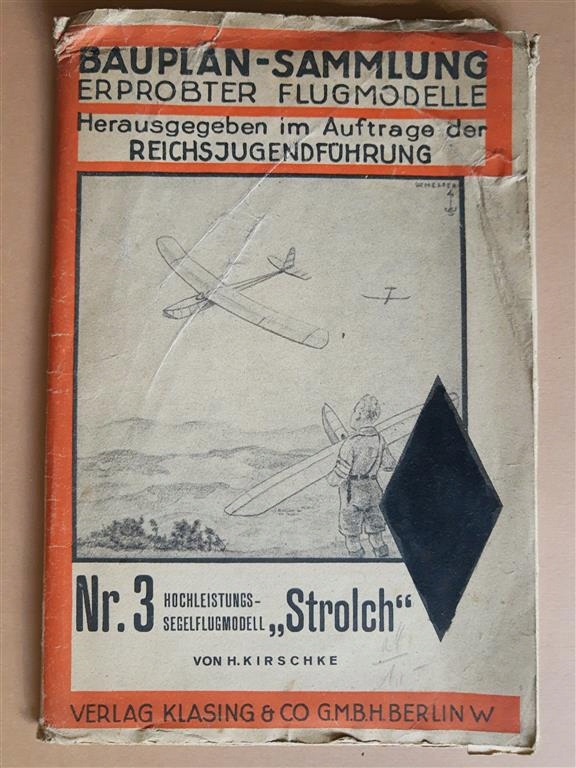 BAUPLAN-SAMMLUNG
ERPROBTER FLUGMODELLE
Herausgegeben im Auftrage der
REICHSJUGENDFÜHRUNG
Nr. 3 HOCHLEISTUNGS-
SEGELFLUGMODELL „Strolch“
VON H. KIRSCHKE
VERLAG KLASING & CO G.M.B.H. BERLIN W